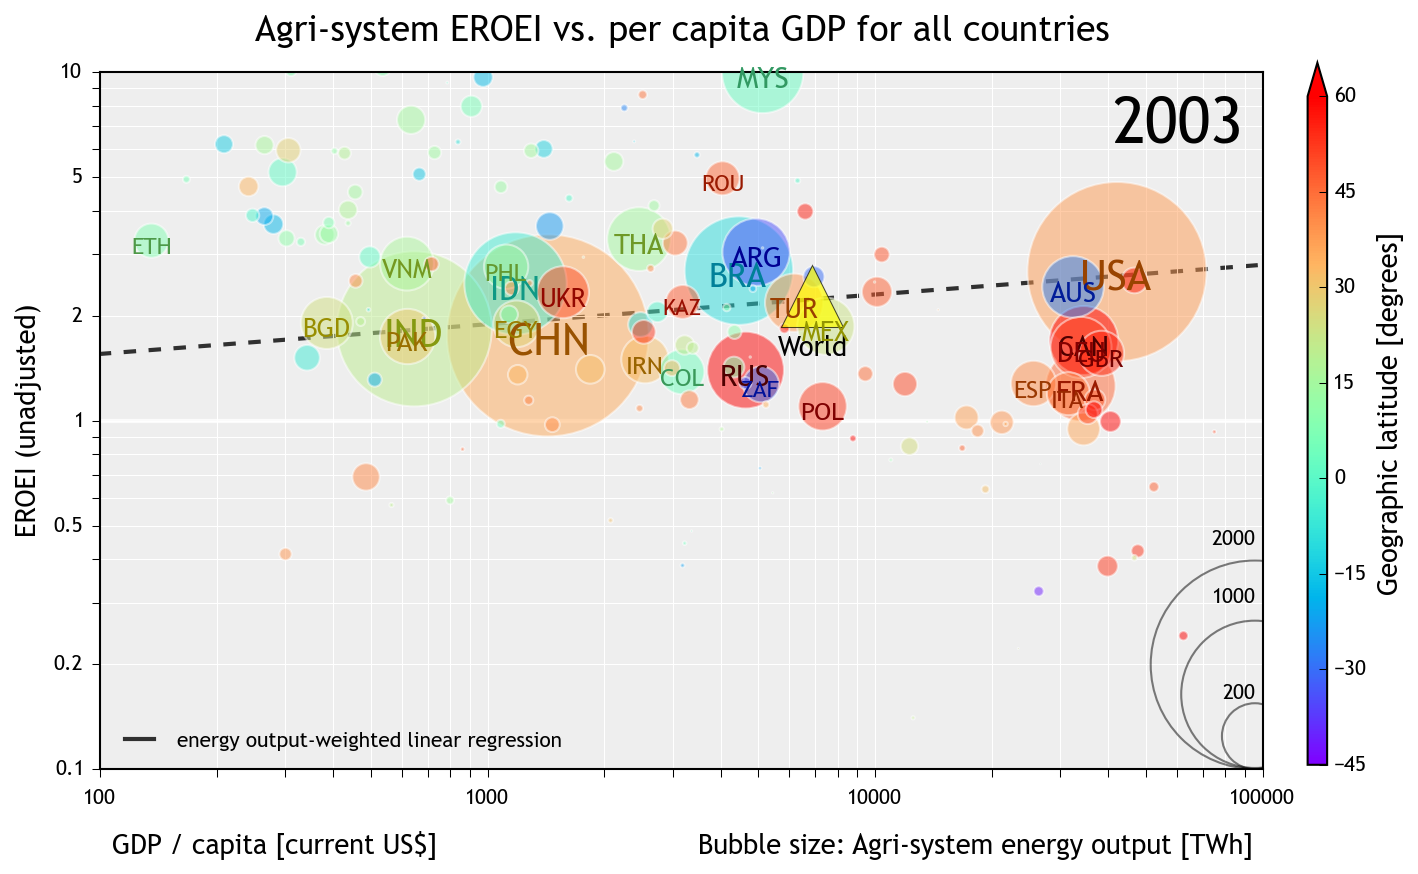 Agri-system EROEI vs. per capita GDP for all countries
2003
EROEI (unadjusted)
10
5
2
1
0.5
0.2
0.1
MYS
ROU
ETH
THA
VNM
PHL
IDN
UKR
ARG
BRA
KAZ
TUR
USA
AUS
BGD
IND
PAK
EGY
CHN
MEX
World
IRN
COL
RUS
ZAF
POL
CAN
GBR
ESP
FRA
ITA
2000
1000
200
energy output-weighted linear regression
100
1000
10000
100000
GDP / capita [current US$]
Bubble size: Agri-system energy output [TWh]
60
45
30
15
0
−15
−30
−45
Geographic latitude [degrees]